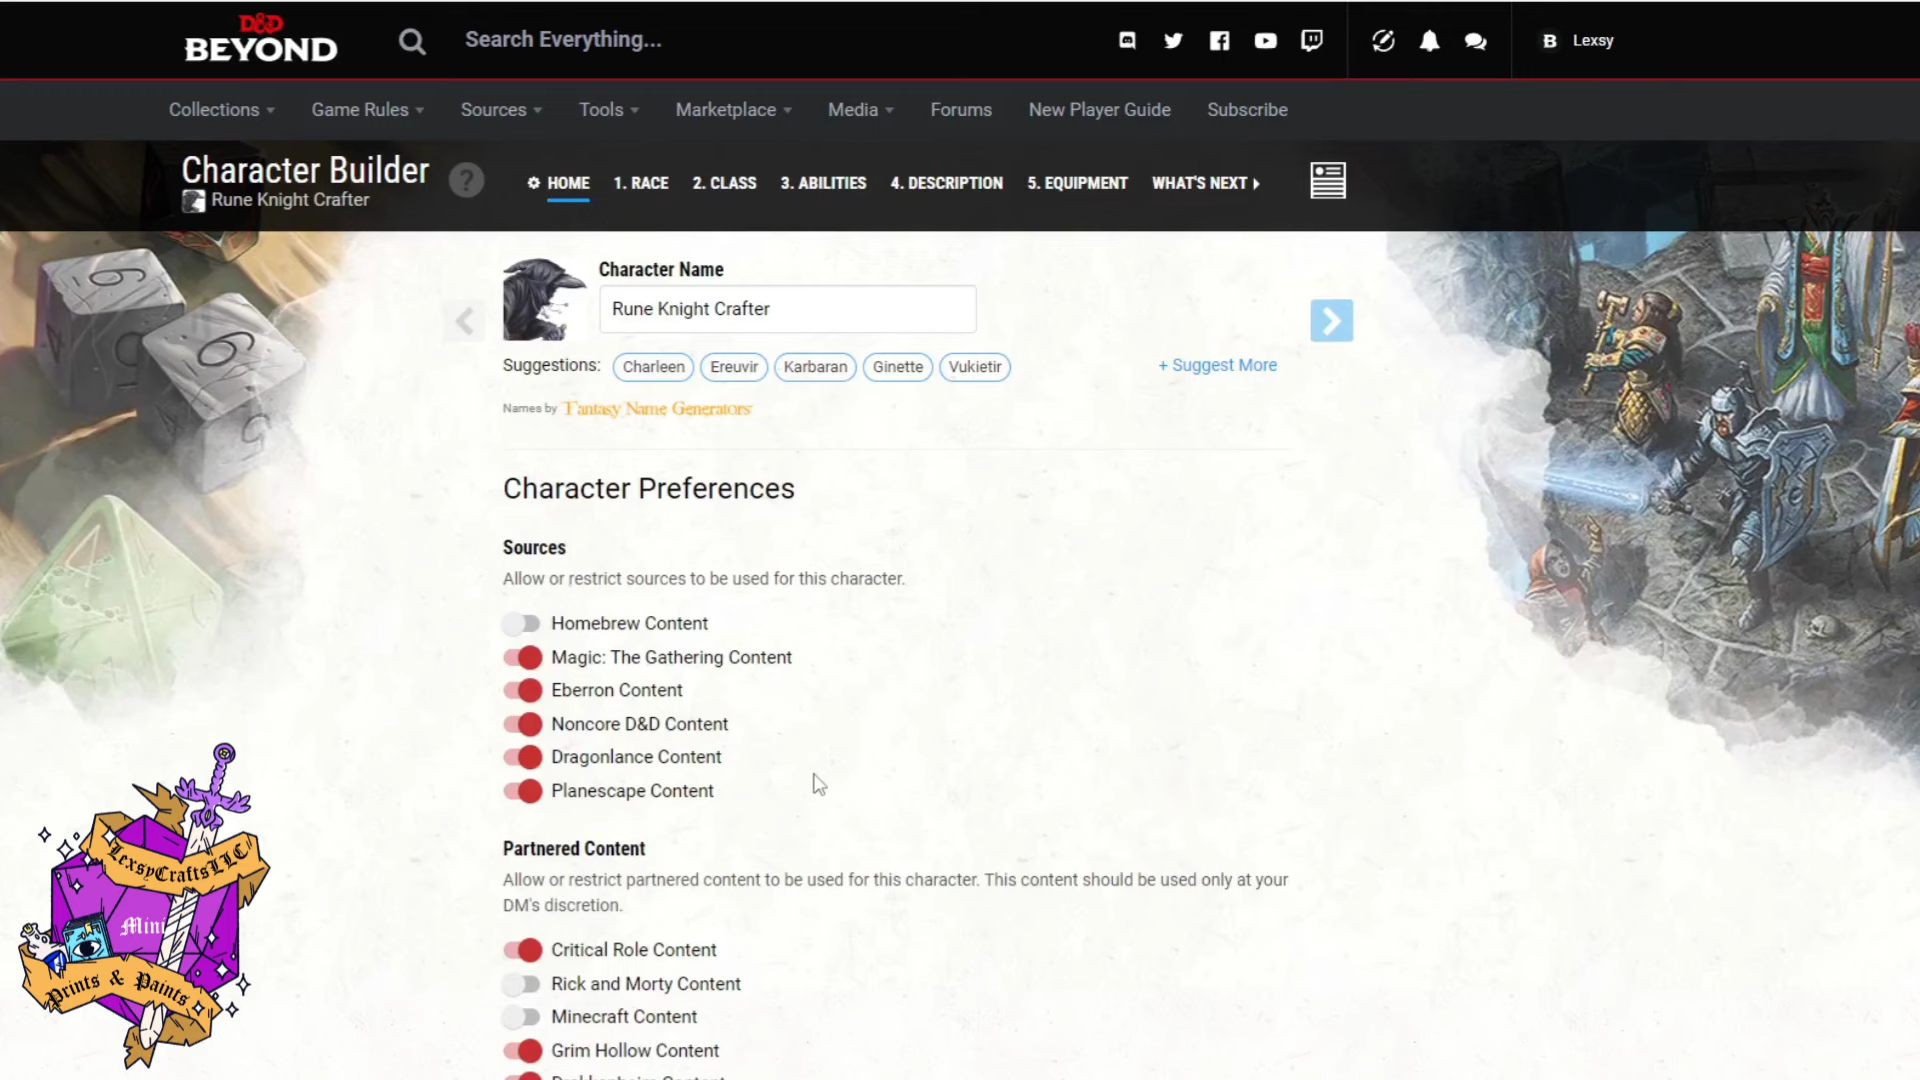 D&D
BEYOND
Search Everything...
B Lexsy
Collections
Game Rules
Sources
Tools
Marketplace
Media
Forums
New Player Guide
Subscribe
Character Builder
Rune Knight Crafter
?
HOME
1. RACE
2. CLASS
3. ABILITIES
4. DESCRIPTION
5. EQUIPMENT
WHAT'S NEXT
Character Name
Rune Knight Crafter
Suggestions:
Charleen
Ereuvir
Karbaran
Ginette
Vukietir
+ Suggest More
Names by Fantasy Name Generators
Character Preferences
Sources
Allow or restrict sources to be used for this character.
Homebrew Content
Magic: The Gathering Content
Eberron Content
Noncore D&D Content
Dragonlance Content
Planescape Content
Partnered Content
Allow or restrict partnered content to be used for this character. This content should be used only at your
DM's discretion.
Critical Role Content
Rick and Morty Content
Minecraft Content
Grim Hollow Content
LexsyCraftsLLC
Mini
Prints & Paints